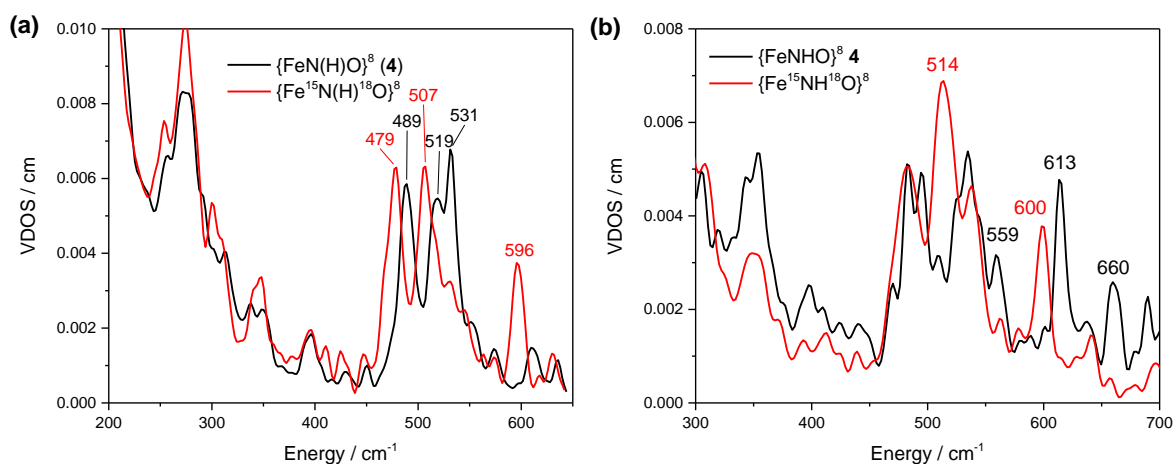 (a)
0.010
0.008
0.006
0.004
0.002
0.000
VDOS / cm
200 300 400 500 600
Energy / cm⁻¹
{FeN(H)O}⁸ (4)
{Fe¹⁵N(H)¹⁸O}⁸
507
531
489
519
479
596
(b)
0.008
0.006
0.004
0.002
0.000
VDOS / cm
300 400 500 600 700
Energy / cm⁻¹
{FeNHO}⁸ 4
{Fe¹⁵NH¹⁸O}⁸
514
613
600
559
660